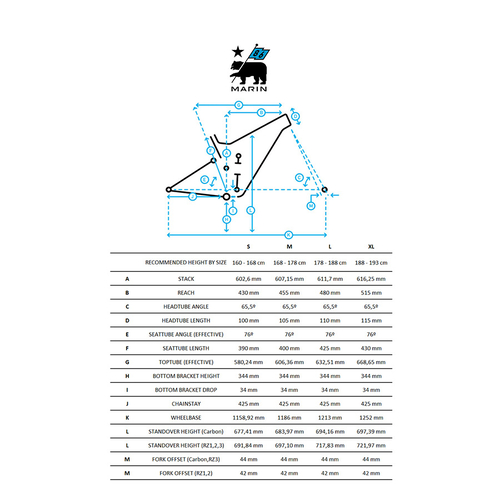 MARIN
G
B
D
F
A
C
E
M
J
I
H
L
K
S M L XL
RECOMMENDED HEIGHT BY SIZE 160 - 168 cm 168 - 178 cm 178 - 188 cm 188 - 193 cm
A STACK 602,6 mm 607,15 mm 611,7 mm 616,25 mm
B REACH 430 mm 455 mm 480 mm 515 mm
C HEADTUBE ANGLE 65,5º 65,5º 65,5º 65,5º
D HEADTUBE LENGTH 100 mm 105 mm 110 mm 115 mm
E SEATTUBE ANGLE (EFFECTIVE) 76º 76º 76º 76º
F SEATTUBE LENGTH 390 mm 400 mm 425 mm 430 mm
G TOPTUBE (EFFECTIVE) 580,24 mm 606,36 mm 632,51 mm 668,65 mm
H BOTTOM BRACKET HEIGHT 344 mm 344 mm 344 mm 344 mm
I BOTTOM BRACKET DROP 34 mm 34 mm 34 mm 34 mm
J CHAINSTAY 425 mm 425 mm 425 mm 425 mm
K WHEELBASE 1158,92 mm 1186 mm 1213 mm 1252 mm
L STANDOVER HEIGHT (Carbon) 677,41 mm 683,97 mm 694,16 mm 697,39 mm
L STANDOVER HEIGHT (RZ1,2,3) 691,84 mm 697,10 mm 717,83 mm 721,97 mm
M FORK OFFSET (Carbon,RZ3) 44 mm 44 mm 44 mm 44 mm
M FORK OFFSET (RZ1,2) 42 mm 42 mm 42 mm 42 mm